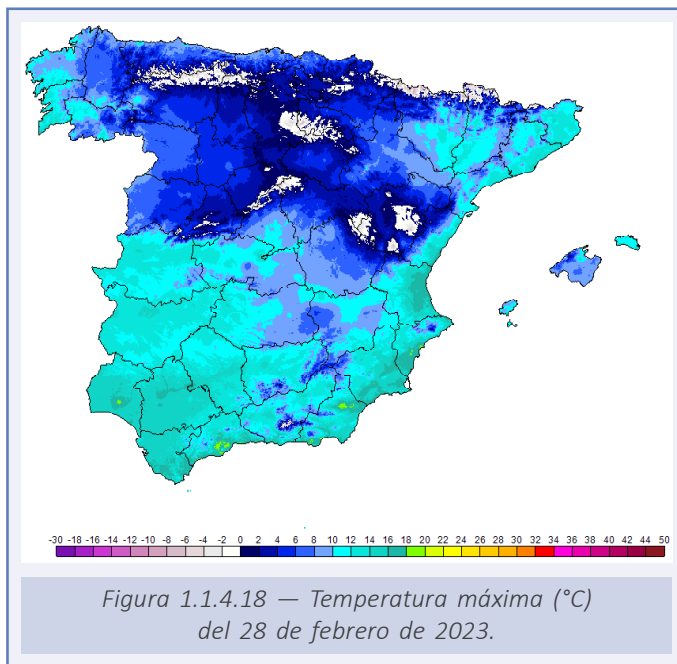 -30 -18 -16 -14 -12 -10 -8 -6 -4 -2 0 2 4 6 8 10 12 14 16 18 20 22 24 26 28 30 32 34 36 38 40 42 44 50
Figura 1.1.4.18 — Temperatura máxima (°C)
del 28 de febrero de 2023.